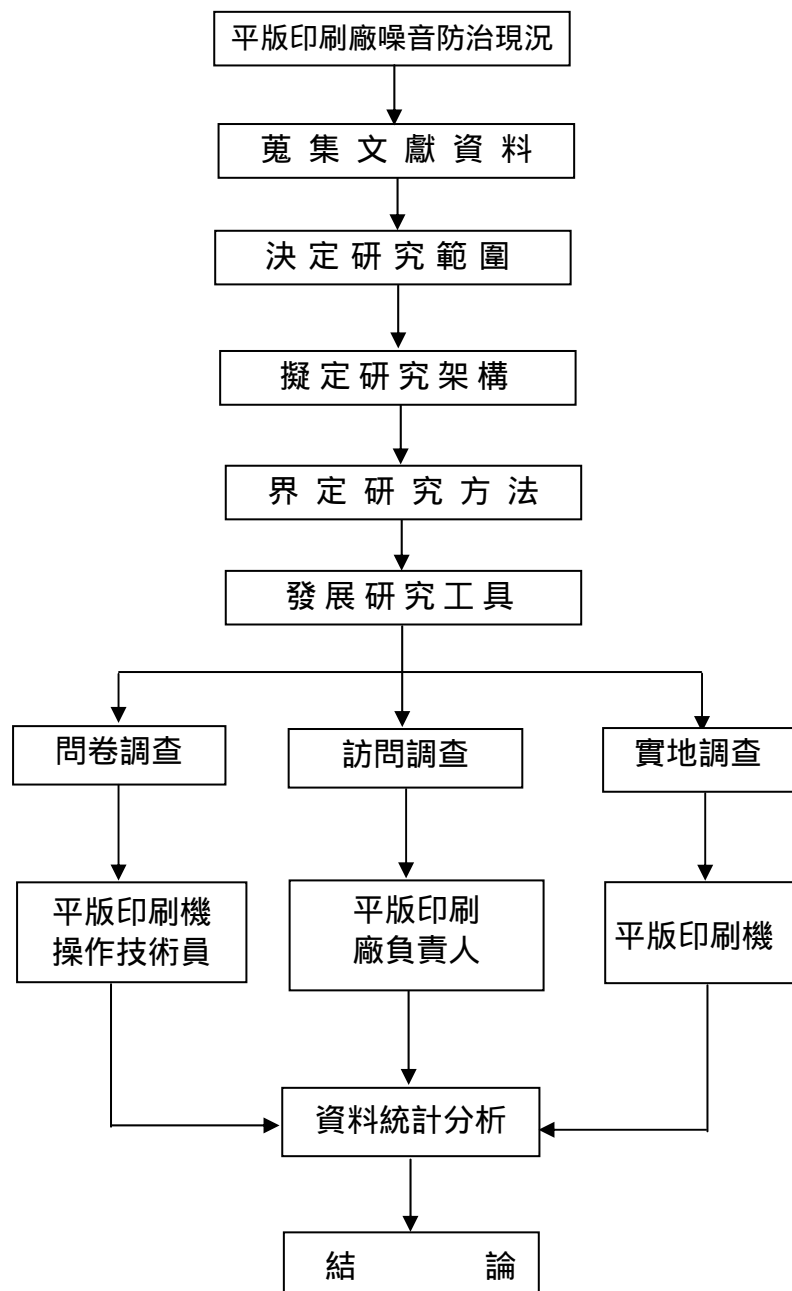 平版印刷廠噪音防治現況
蒐集文獻資料
決定研究範圍
擬定研究架構
界定研究方法
發展研究工具
問卷調查
訪問調查
實地調查
平版印刷機
操作技術員
平版印刷
廠負責人
平版印刷機
資料統計分析
結 論